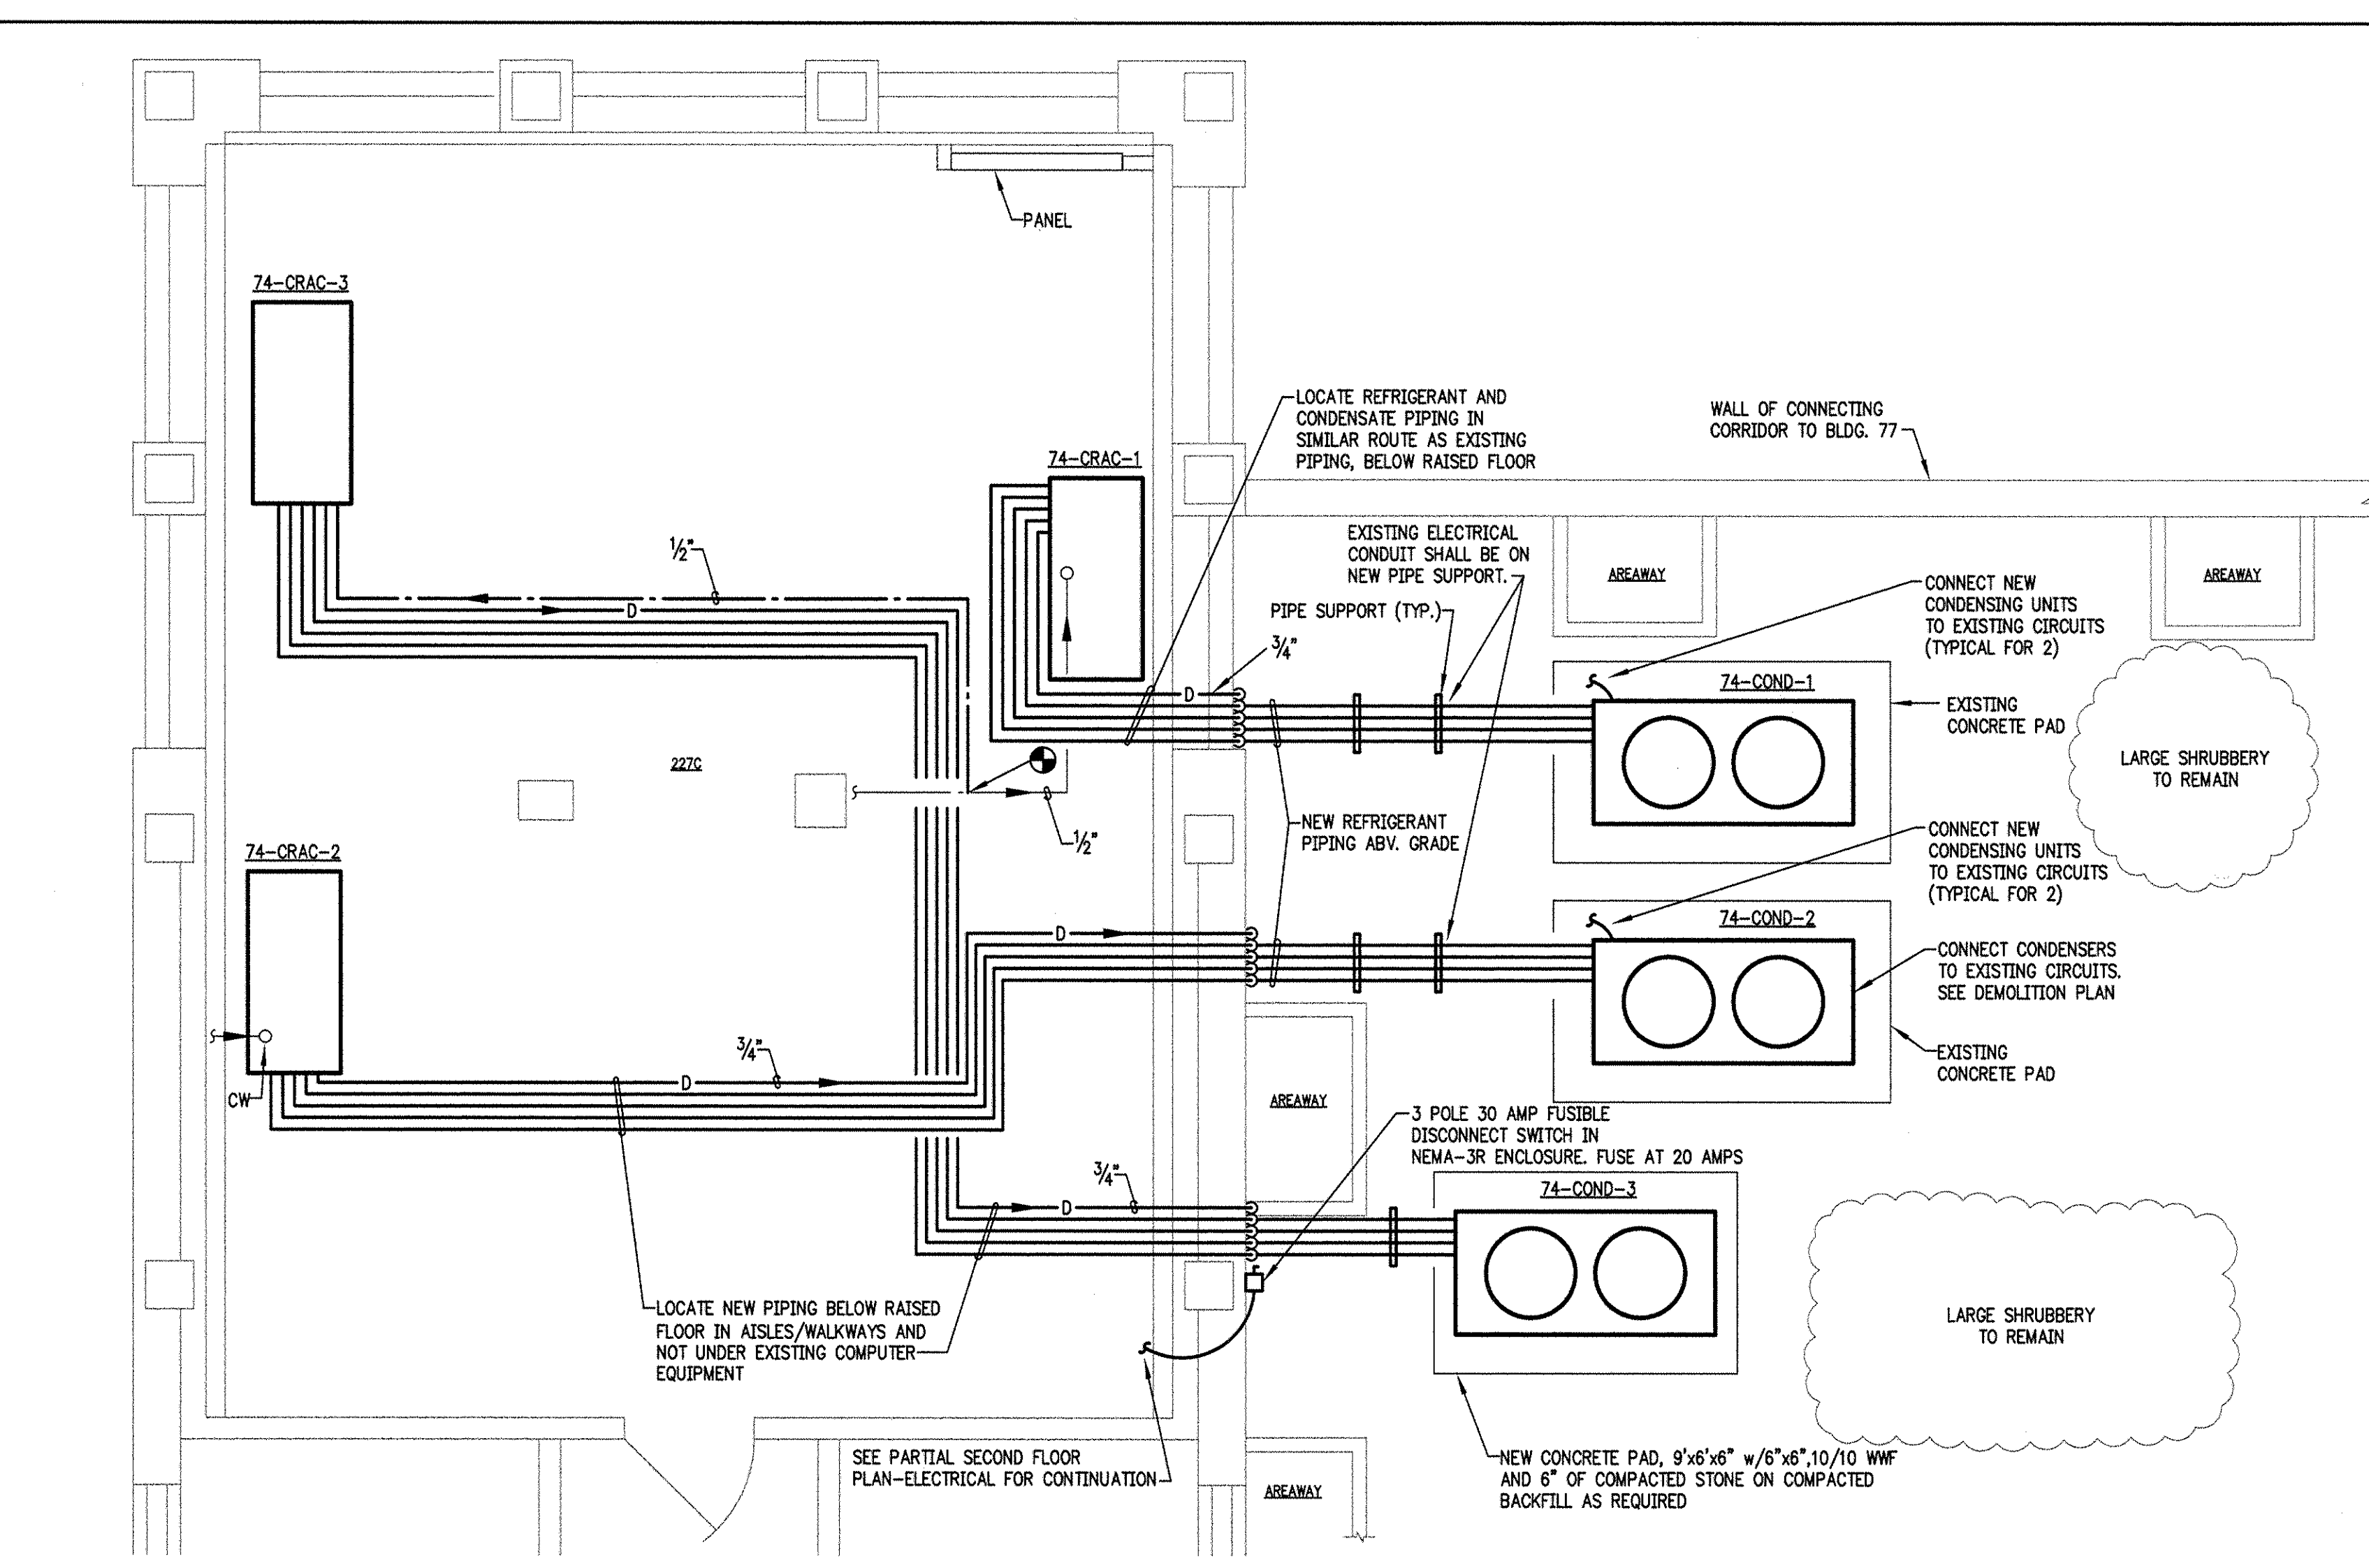 PANEL
74-CRAC-3
LOCATE REFRIGERANT AND
CONDENSATE PIPING IN
SIMILAR ROUTE AS EXISTING
PIPING, BELOW RAISED FLOOR
WALL OF CONNECTING
CORRIDOR TO BLDG. 77
74-CRAC-1
1/2"
EXISTING ELECTRICAL
CONDUIT SHALL BE ON
NEW PIPE SUPPORT.
AREAWAY
AREAWAY
CONNECT NEW
CONDENSING UNITS
TO EXISTING CIRCUITS
(TYPICAL FOR 2)
PIPE SUPPORT (TYP.)
D
3/4"
D
74-COND-1
EXISTING
CONCRETE PAD
LARGE SHRUBBERY
TO REMAIN
227C
1/2"
NEW REFRIGERANT
PIPING ABV. GRADE
CONNECT NEW
CONDENSING UNITS
TO EXISTING CIRCUITS
(TYPICAL FOR 2)
74-CRAC-2
D
74-COND-2
CONNECT CONDENSERS
TO EXISTING CIRCUITS.
SEE DEMOLITION PLAN
3/4"
D
CW
EXISTING
CONCRETE PAD
AREAWAY
3 POLE 30 AMP FUSIBLE
DISCONNECT SWITCH IN
NEMA-3R ENCLOSURE. FUSE AT 20 AMPS
3/4"
D
74-COND-3
LOCATE NEW PIPING BELOW RAISED
FLOOR IN AISLES/WALKWAYS AND
NOT UNDER EXISTING COMPUTER
EQUIPMENT
LARGE SHRUBBERY
TO REMAIN
SEE PARTIAL SECOND FLOOR
PLAN-ELECTRICAL FOR CONTINUATION
AREAWAY
NEW CONCRETE PAD, 9'x6'x6" w/6"x6",10/10 WWF
AND 6" OF COMPACTED STONE ON COMPACTED
BACKFILL AS REQUIRED